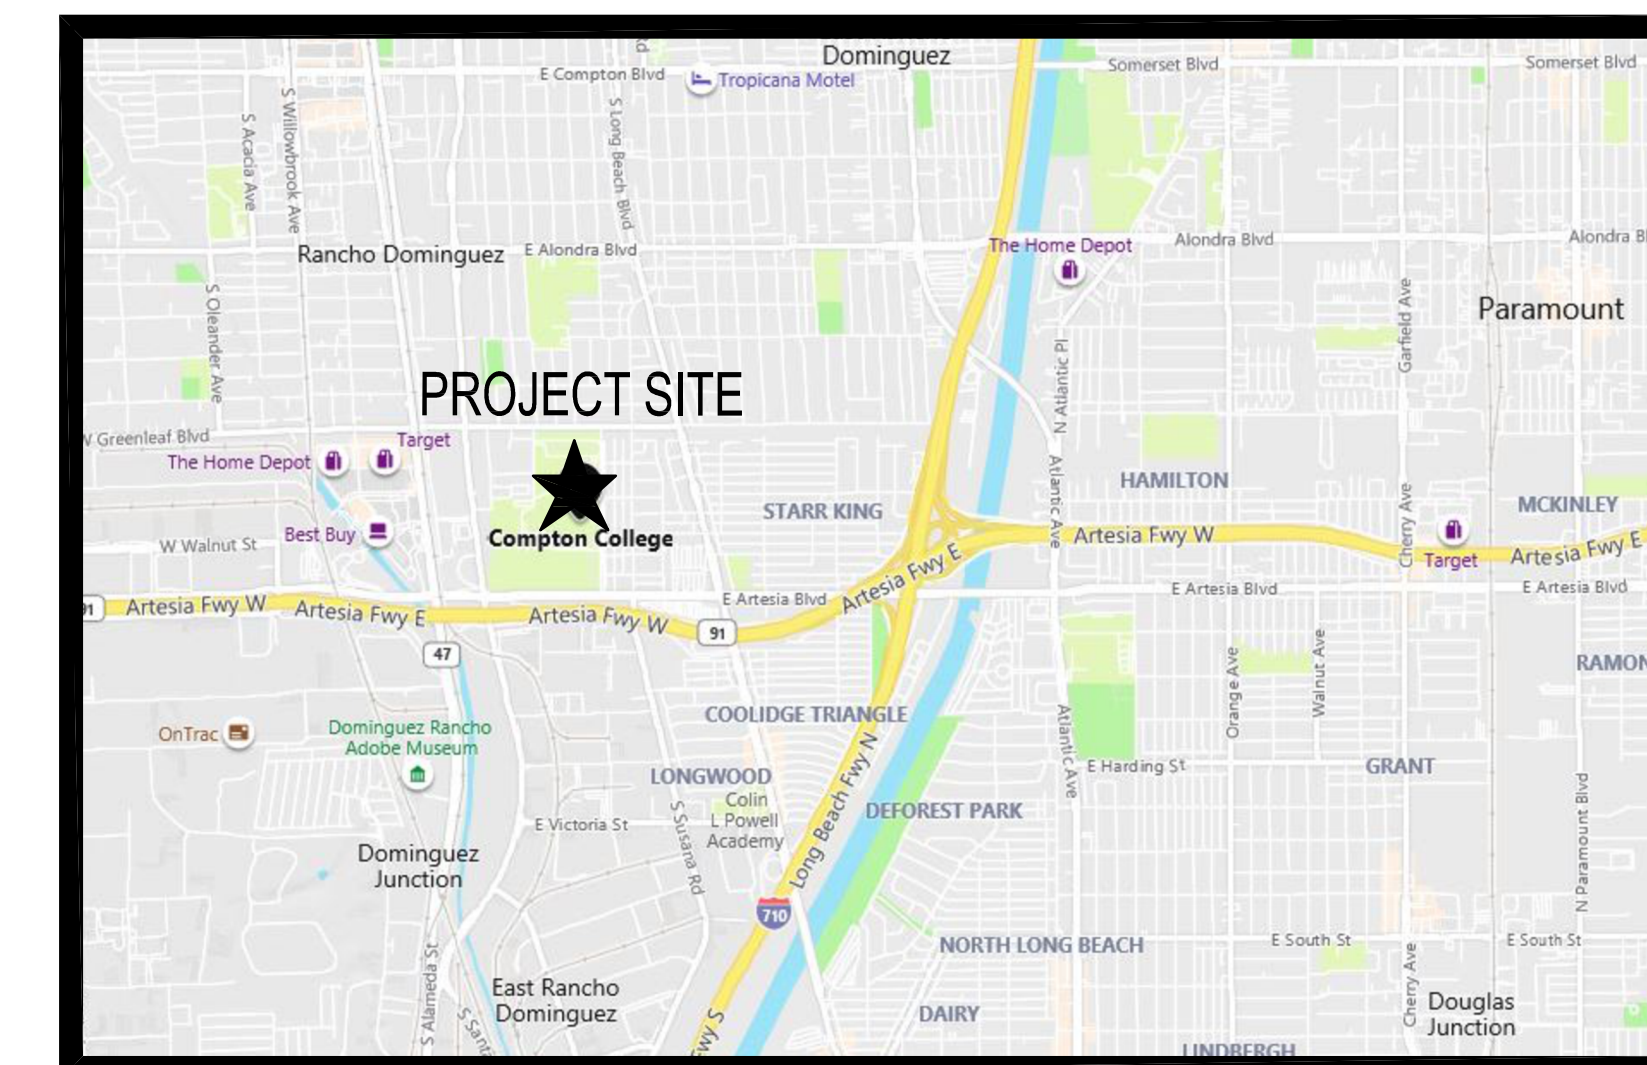 Dominguez
E Compton Blvd
Tropicana Motel
Somerset Blvd
Somerset Blvd
S Willowbrook Ave
S Acacia Ave
S Long Beach Blvd
Rancho Dominguez
E Alondra Blvd
The Home Depot
Alondra Blvd
Alondra
S Oleander Ave
Garfield Ave
Paramount
N Atlantic Pl
PROJECT SITE
W Greenleaf Blvd
Target
The Home Depot
HAMILTON
Atlantic Ave
Cherry Ave
MCKINLEY
STARR KING
Best Buy
W Walnut St
Compton College
Artesia Fwy W
Target
Artesia Fwy E
Artesia Fwy E
E Artesia Blvd
E Artesia Blvd
E Artesia Blvd
91
Artesia Fwy W
Artesia Fwy E
Artesia Fwy W
91
47
Orange Ave
Walnut Ave
RAMON
COOLIDGE TRIANGLE
OnTrac
Dominguez Rancho
Adobe Museum
Atlantic Ave
E Harding St
GRANT
LONGWOOD
Long Beach Fwy N
Colin
L Powell
Academy
DEFOREST PARK
E Victoria St
S Susana Rd
N Paramount Blvd
Dominguez
Junction
710
NORTH LONG BEACH
E South St
E South St
S Alameda St
East Rancho
Dominguez
DAIRY
Cherry Ave
Douglas
Junction
Fwy S
LINDBERGH